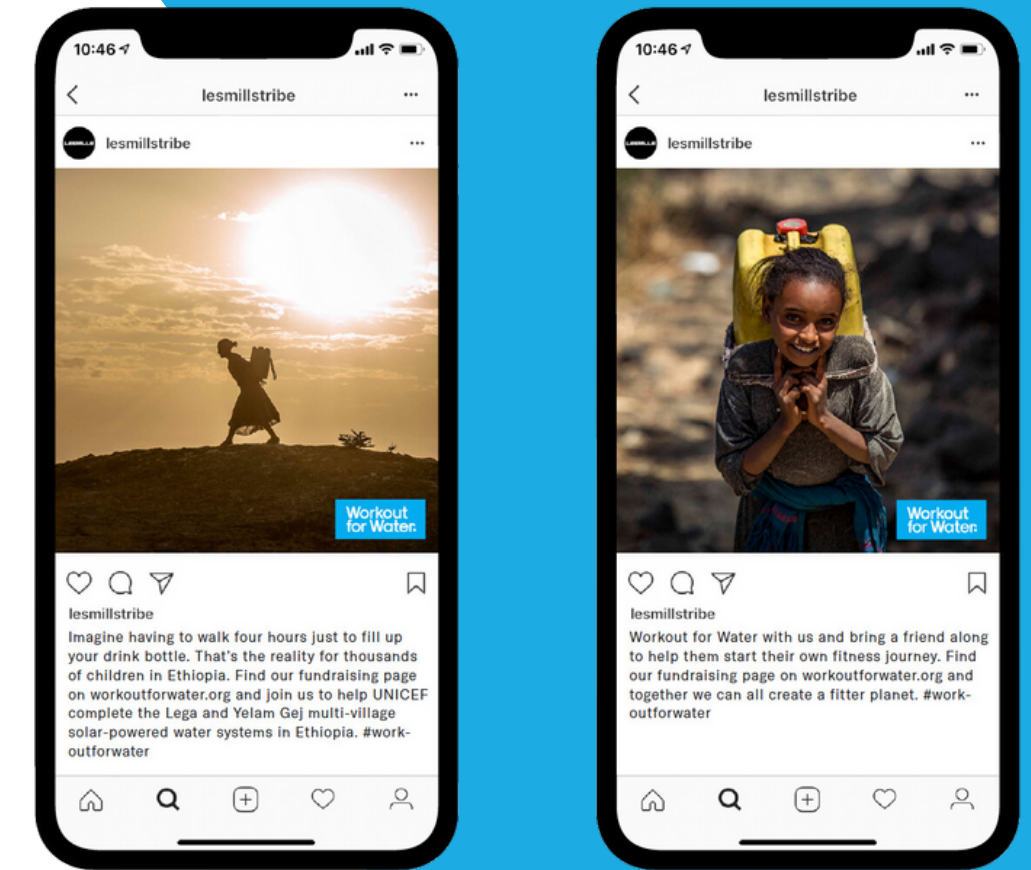 10:46
lesmillstribe
lesmillstribe
Workout
for Water.
lesmillstribe
Imagine having to walk four hours just to fill up
your drink bottle. That's the reality for thousands
of children in Ethiopia. Find our fundraising page
on workoutforwater.org and join us to help UNICEF
complete the Lega and Yelam Gej multi-village
solar-powered water systems in Ethiopia. #work-
outforwater
10:46
lesmillstribe
lesmillstribe
Workout
for Water.
lesmillstribe
Workout for Water with us and bring a friend along
to help them start their own fitness journey. Find
our fundraising page on workoutforwater.org and
together we can all create a fitter planet. #work-
outforwater